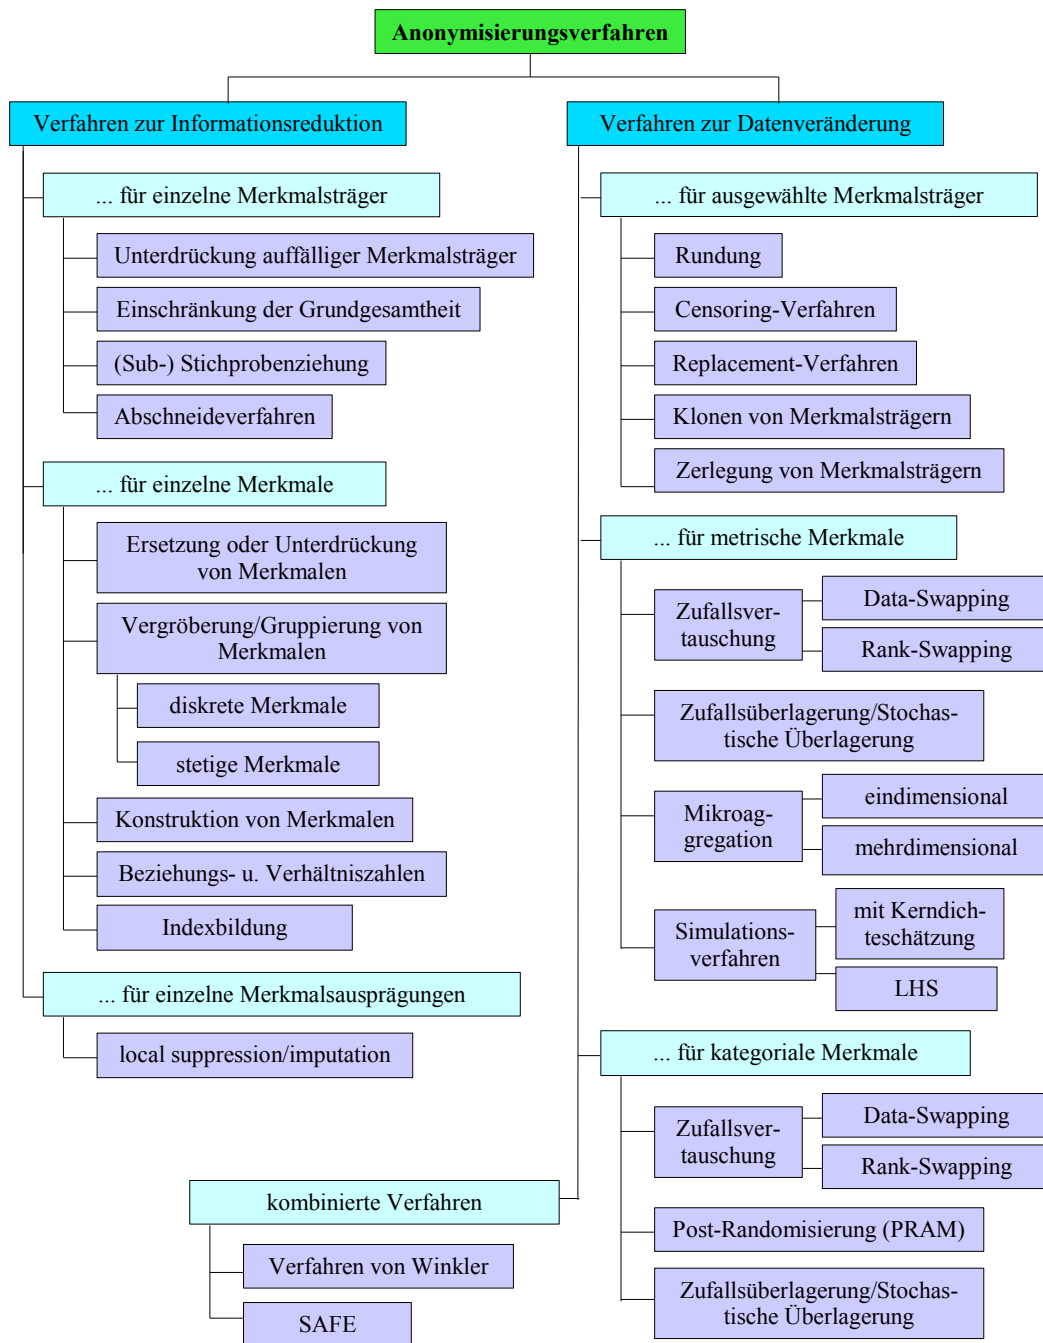 Anonymisierungsverfahren
Verfahren zur Informationsreduktion
... für einzelne Merkmalsträger
Unterdrückung auffälliger Merkmalsträger
Einschränkung der Grundgesamtheit
(Sub-) Stichprobenziehung
Abschneideverfahren
... für einzelne Merkmale
Ersetzung oder Unterdrückung
von Merkmalen
Vergröberung/Gruppierung von
Merkmalen
diskrete Merkmale
stetige Merkmale
Konstruktion von Merkmalen
Beziehungs- u. Verhältniszahlen
Indexbildung
... für einzelne Merkmalsausprägungen
local suppression/imputation
Verfahren zur Datenveränderung
... für ausgewählte Merkmalsträger
Rundung
Censoring-Verfahren
Replacement-Verfahren
Klonen von Merkmalsträgern
Zerlegung von Merkmalsträgern
... für metrische Merkmale
Zufallsver-
tauschung
Data-Swapping
Rank-Swapping
Zufallsüberlagerung/Stochas-
tische Überlagerung
Mikroag-
gregation
eindimensional
mehrdimensional
Simulations-
verfahren
mit Kerndich-
teschätzung
LHS
... für kategoriale Merkmale
Zufallsver-
tauschung
Data-Swapping
Rank-Swapping
Post-Randomisierung (PRAM)
Zufallsüberlagerung/Stochas-
tische Überlagerung
kombinierte Verfahren
Verfahren von Winkler
SAFE